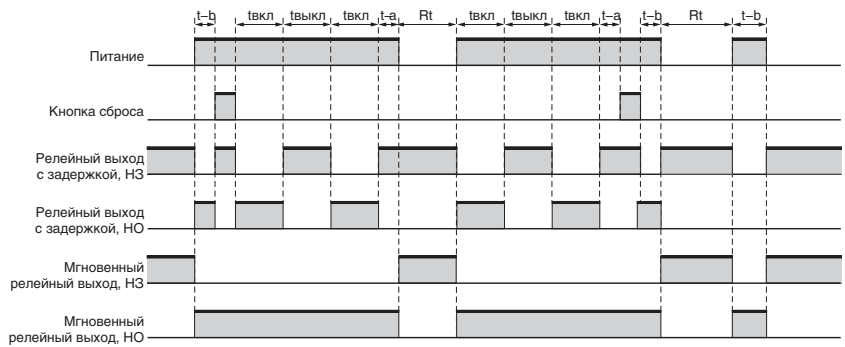 t–b tвкл tвыкл tвкл t–a Rt tвкл tвыкл tвкл t–a t–b Rt t–b
Питание
Кнопка сброса
Релейный выход
с задержкой, НЗ
Релейный выход
с задержкой, НО
Мгновенный
релейный выход, НЗ
Мгновенный
релейный выход, НО